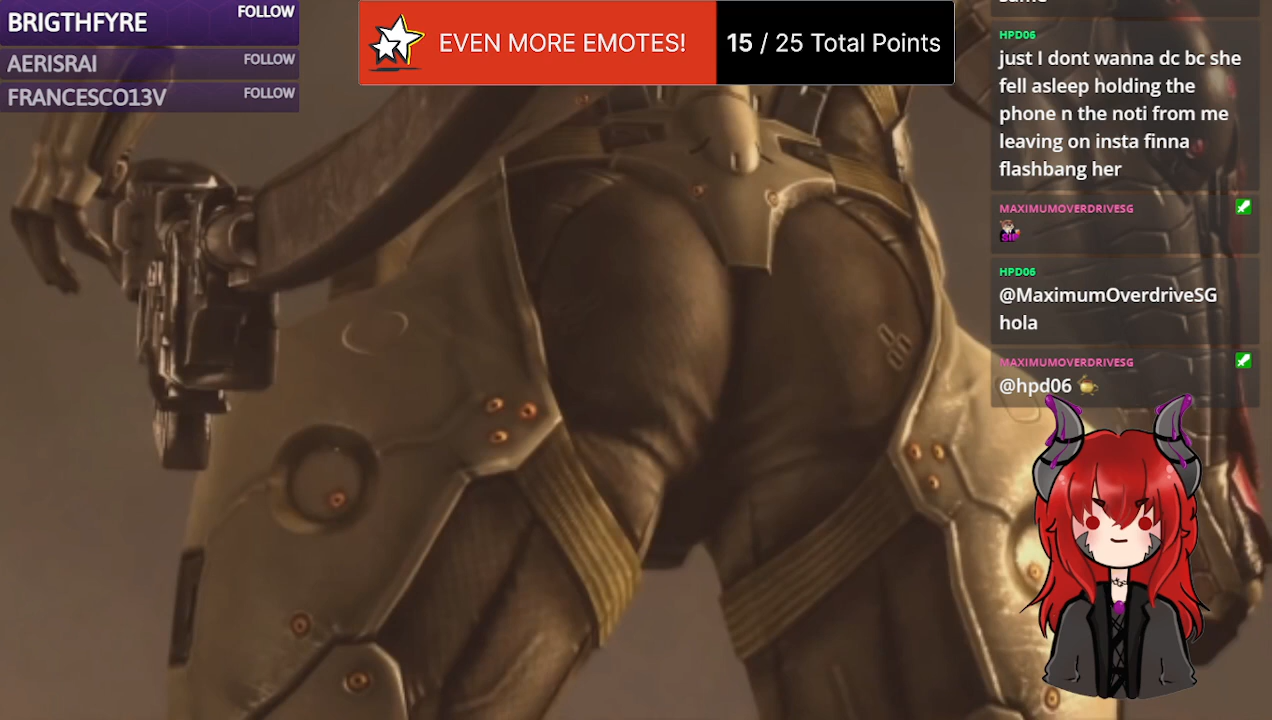 BRIGTHFYRE FOLLOW
AERISRAI FOLLOW
FRANCESCO13V FOLLOW
EVEN MORE EMOTES! 15 / 25 Total Points
HPD06
just I dont wanna dc bc she
fell asleep holding the
phone n the noti from me
leaving on insta finna
flashbang her
MAXIMUMOVERDRIVESG
SIP
HPD06
@MaximumOverdriveSG
hola
MAXIMUMOVERDRIVESG
@hpd06